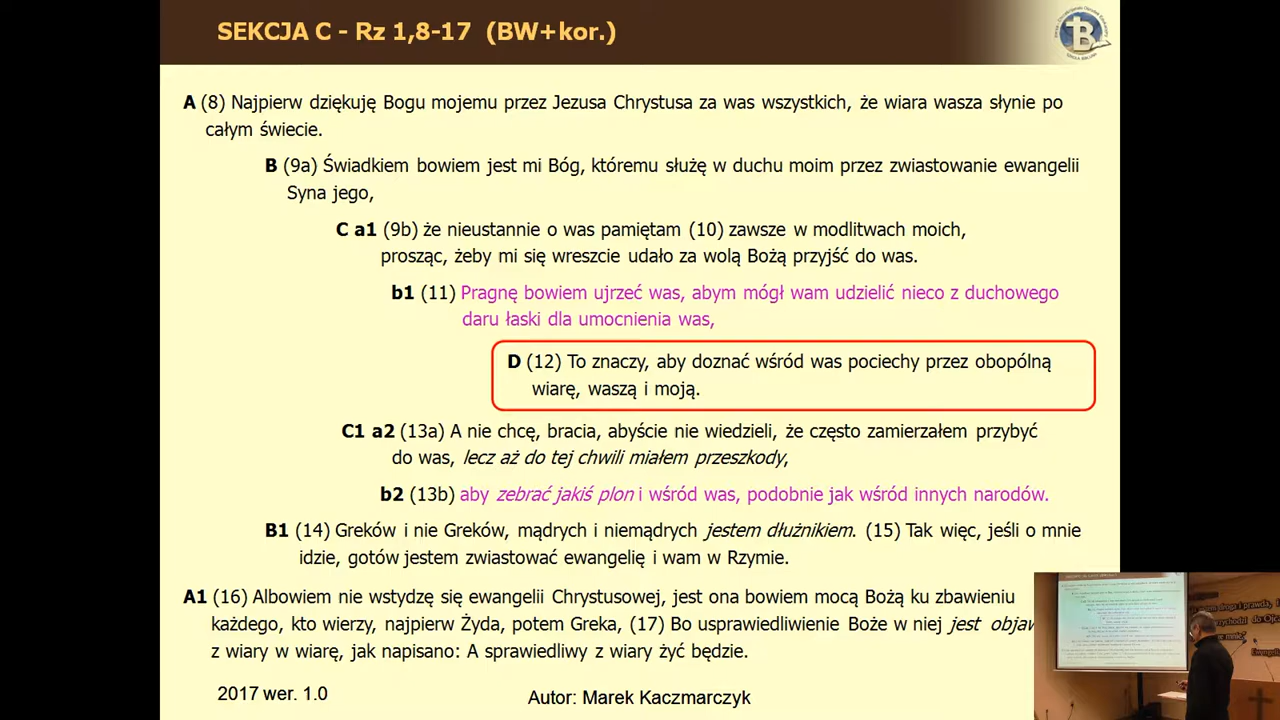 SEKCJA C - Rz 1,8-17 (BW+kor.)
A (8) Najpierw dziękuję Bogu mojemu przez Jezusa Chrystusa za was wszystkich, że wiara wasza słynie po
całym świecie.
B (9a) Świadkiem bowiem jest mi Bóg, któremu służę w duchu moim przez zwiastowanie ewangelii
Syna jego,
C a1 (9b) że nieustannie o was pamiętam (10) zawsze w modlitwach moich,
prosząc, żeby mi się wreszcie udało za wolą Bożą przyjść do was.
b1 (11) Pragnę bowiem ujrzeć was, abym mógł wam udzielić nieco z duchowego
daru łaski dla umocnienia was,
D (12) To znaczy, aby doznać wśród was pociechy przez obopólną
wiarę, waszą i moją.
C1 a2 (13a) A nie chcę, bracia, abyście nie wiedzieli, że często zamierzałem przybyć
do was, lecz aż do tej chwili miałem przeszkody,
b2 (13b) aby zebrać jakiś plon i wśród was, podobnie jak wśród innych narodów.
B1 (14) Greków i nie Greków, mądrych i niemądrych jestem dłużnikiem. (15) Tak więc, jeśli o mnie
idzie, gotów jestem zwiastować ewangelię i wam w Rzymie.
A1 (16) Albowiem nie wstydzę się ewangelii Chrystusowej, jest ona bowiem mocą Bożą ku zbawieniu
każdego, kto wierzy, najpierw Żyda, potem Greka, (17) Bo usprawiedliwienie Boże w niej jest objaw
z wiary w wiarę, jak napisano: A sprawiedliwy z wiary żyć będzie.
2017 wer. 1.0
Autor: Marek Kaczmarczyk